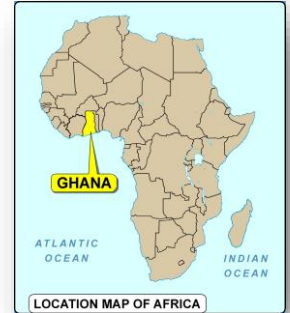 GHANA
ATLANTIC
OCEAN
INDIAN
OCEAN
LOCATION MAP OF AFRICA